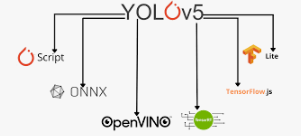 YOLOv5
Script
ONNX
OpenVINO
Lite
TensorFlow.js